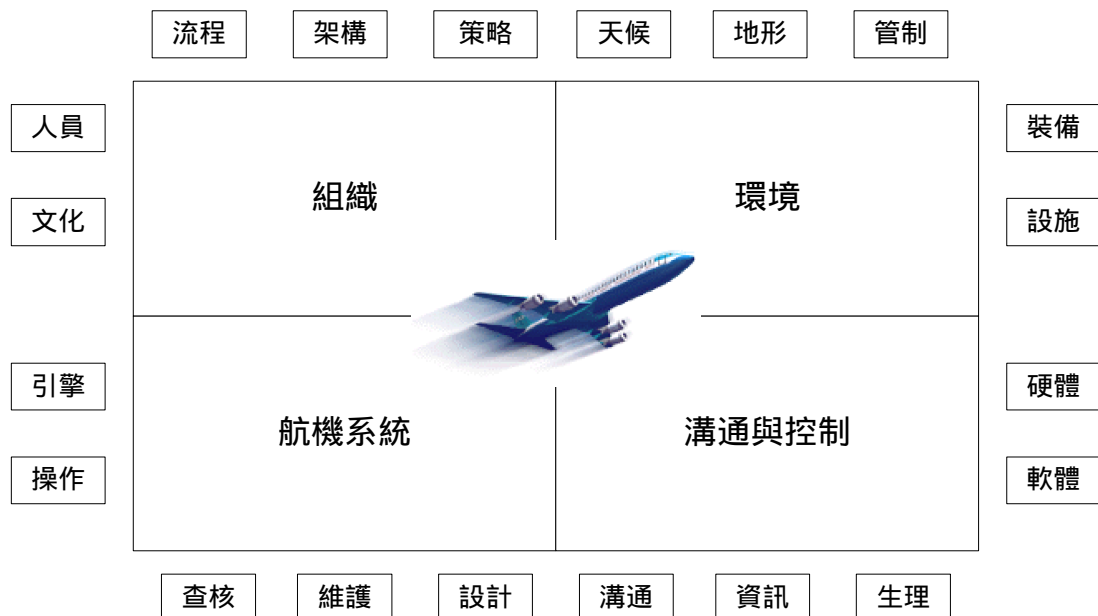 流程
架構
策略
天候
地形
管制
人員
裝備
組織
環境
文化
設施
引擎
硬體
航機系統
溝通與控制
操作
軟體
查核
維護
設計
溝通
資訊
生理